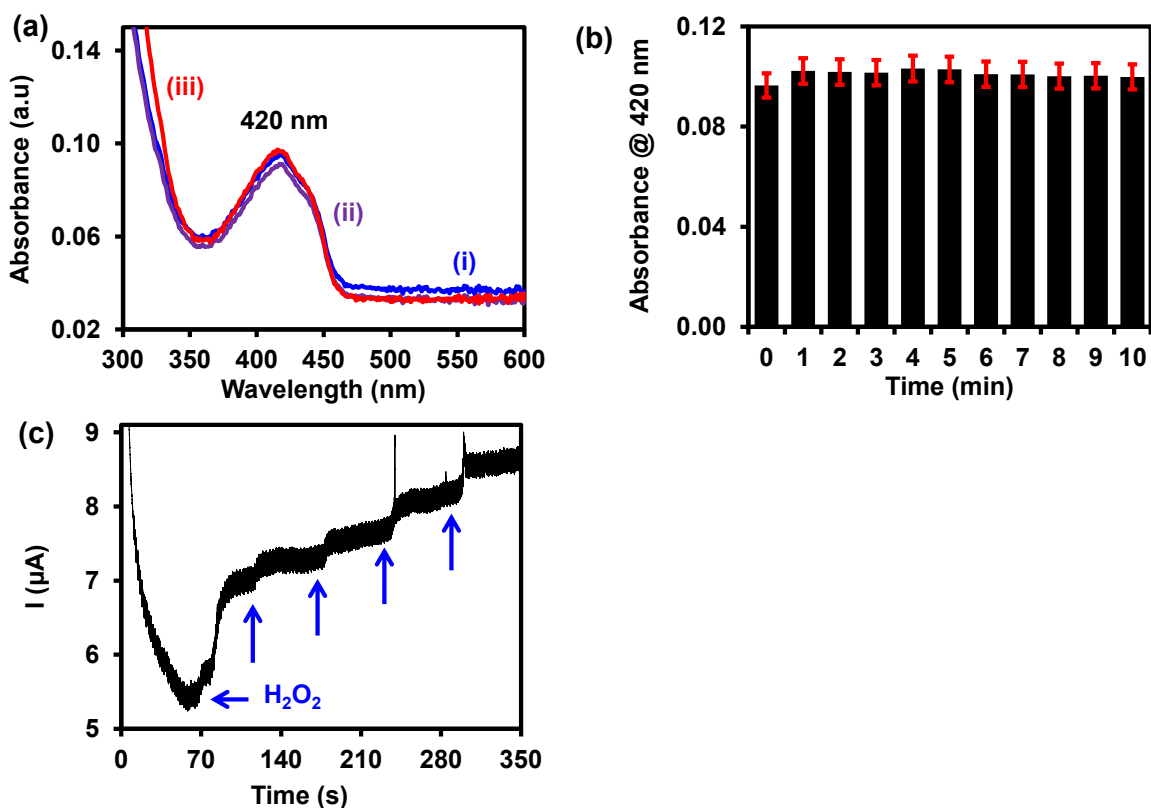 (a)
Absorbance (a.u)
0.14
0.10
0.06
0.02
(iii)
420 nm
(ii)
(i)
300 350 400 450 500 550 600
Wavelength (nm)
(b)
Absorbance @ 420 nm
0.12
0.08
0.04
0.00
0 1 2 3 4 5 6 7 8 9 10
Time (min)
(c)
I (µA)
9
8
7
6
5
H₂O₂
0 70 140 210 280 350
Time (s)